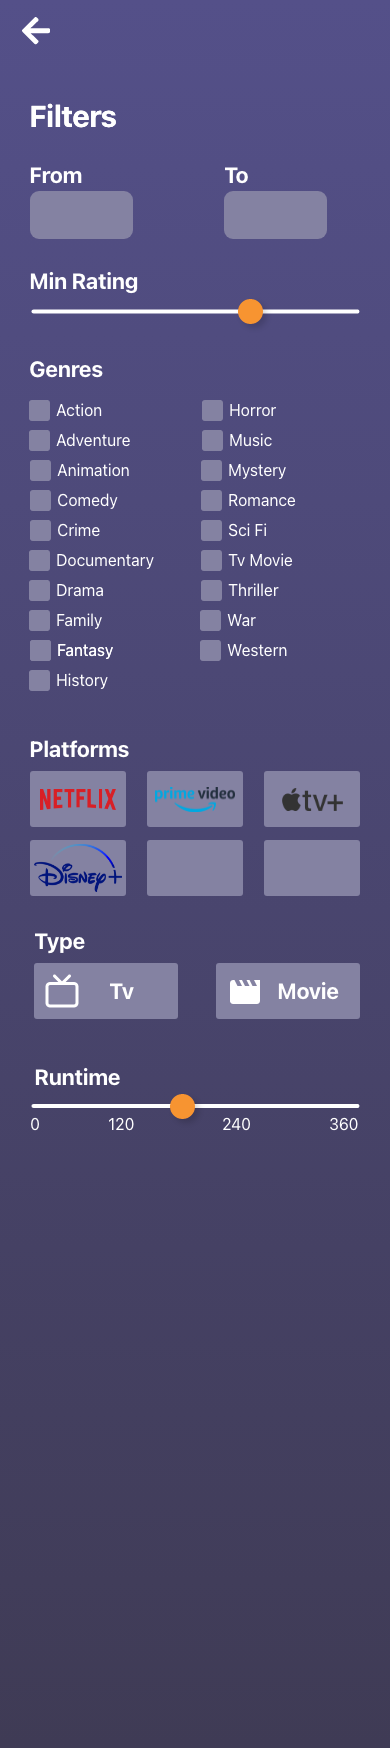 Filters
From To
Min Rating
Genres
Action Horror
Adventure Music
Animation Mystery
Comedy Romance
Crime Sci Fi
Documentary Tv Movie
Drama Thriller
Family War
Fantasy Western
History
Platforms
NETFLIX prime video tv+
Disney+
Type
Tv Movie
Runtime
0 120 240 360